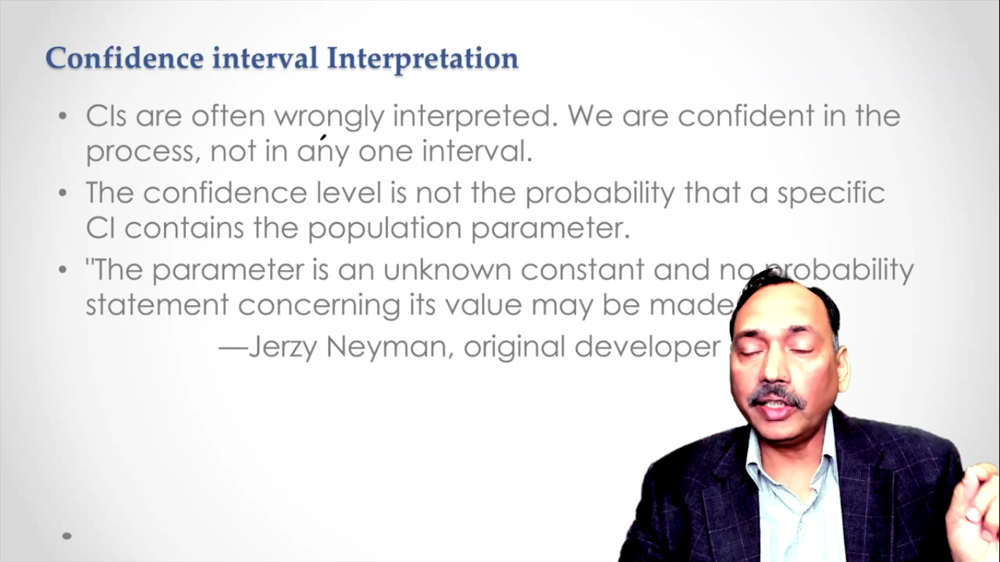 Confidence interval Interpretation
• CIs are often wrongly interpreted. We are confident in the
process, not in any one interval.
• The confidence level is not the probability that a specific
CI contains the population parameter.
• "The parameter is an unknown constant and no probability
statement concerning its value may be made
—Jerzy Neyman, original developer
•